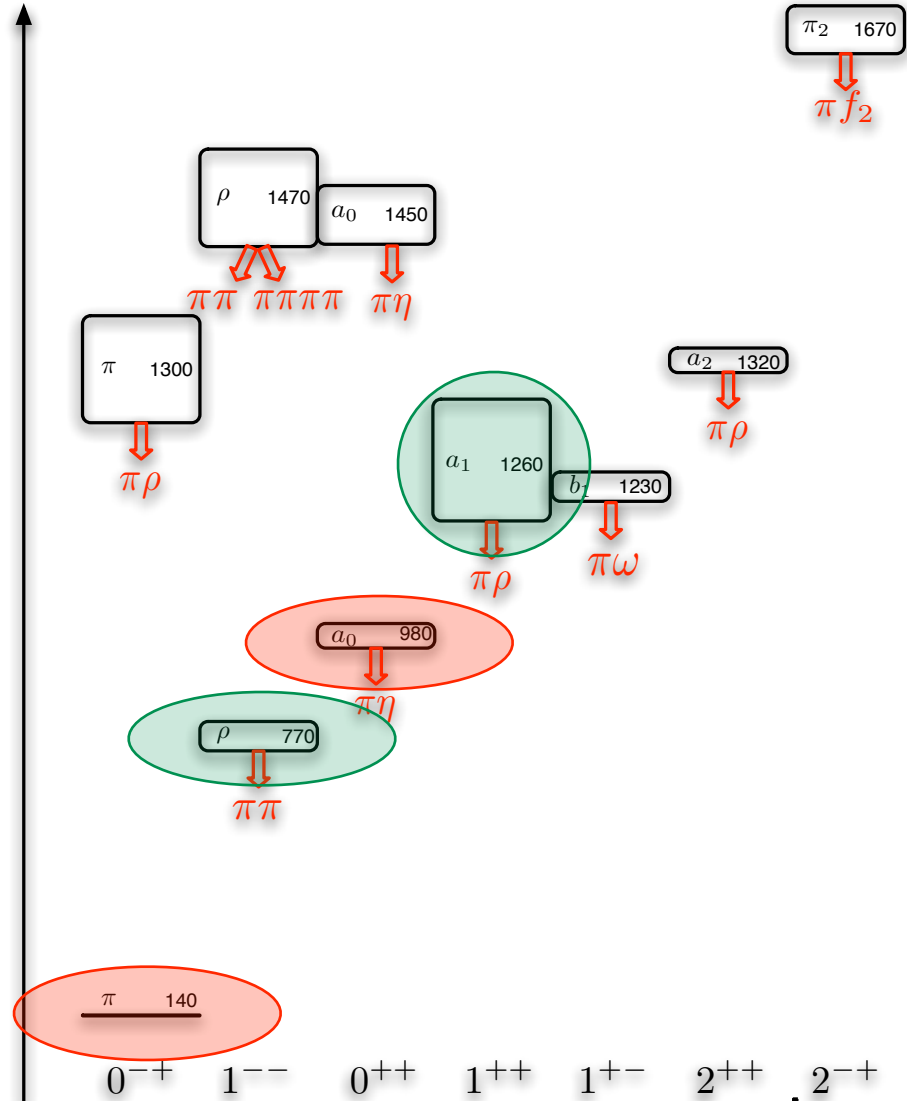 π₂ 1670
πf₂
ρ 1470
a₀ 1450
ππ ππππ πη
π 1300
a₂ 1320
πρ
a₁ 1260
b₁ 1230
πρ
πω
πρ
a₀ 980
πη
ρ 770
ππ
π 140
0⁻⁺ 1⁻⁻ 0⁺⁺ 1⁺⁺ 1⁺⁻ 2⁺⁺ 2⁻⁺